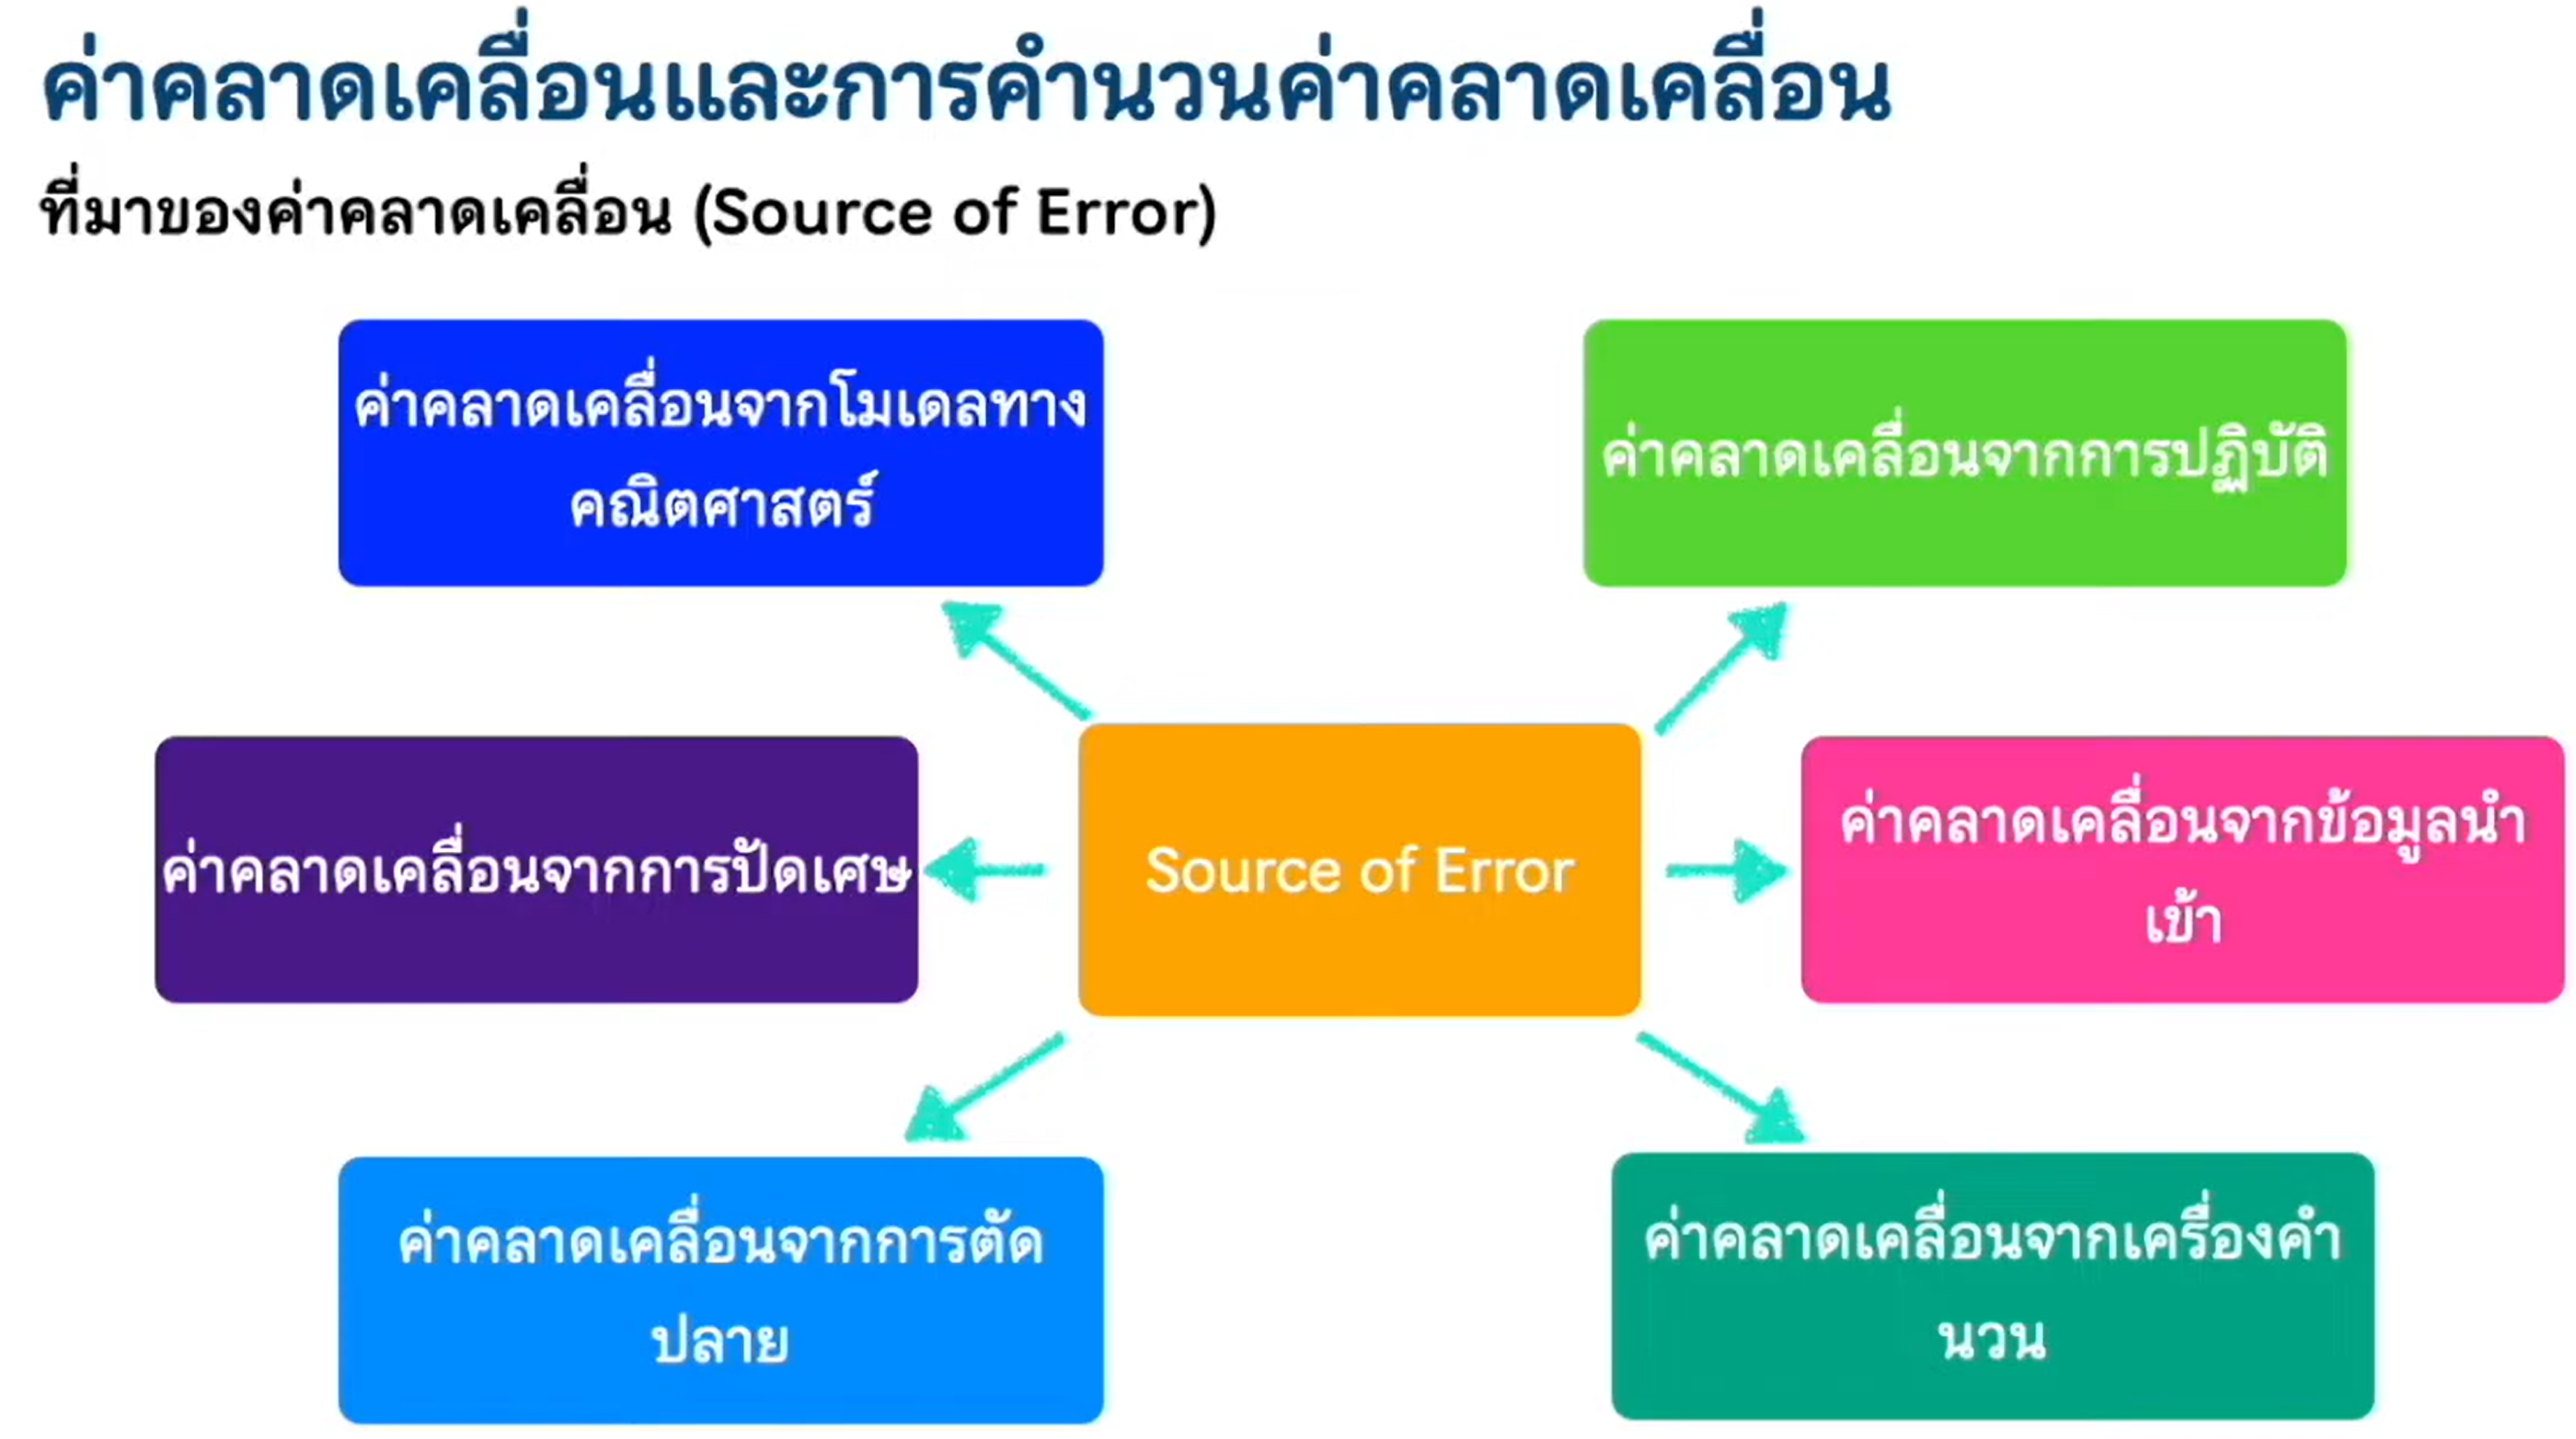 ค่าคลาดเคลื่อนและการคำนวนค่าคลาดเคลื่อน
ที่มาของค่าคลาดเคลื่อน (Source of Error)
ค่าคลาดเคลื่อนจากโมเดลทาง
คณิตศาสตร์
ค่าคลาดเคลื่อนจากการปฏิบัติ
ค่าคลาดเคลื่อนจากการปัดเศษ
Source of Error
ค่าคลาดเคลื่อนจากข้อมูลนำ
เข้า
ค่าคลาดเคลื่อนจากการตัด
ปลาย
ค่าคลาดเคลื่อนจากเครื่องคำ
นวน